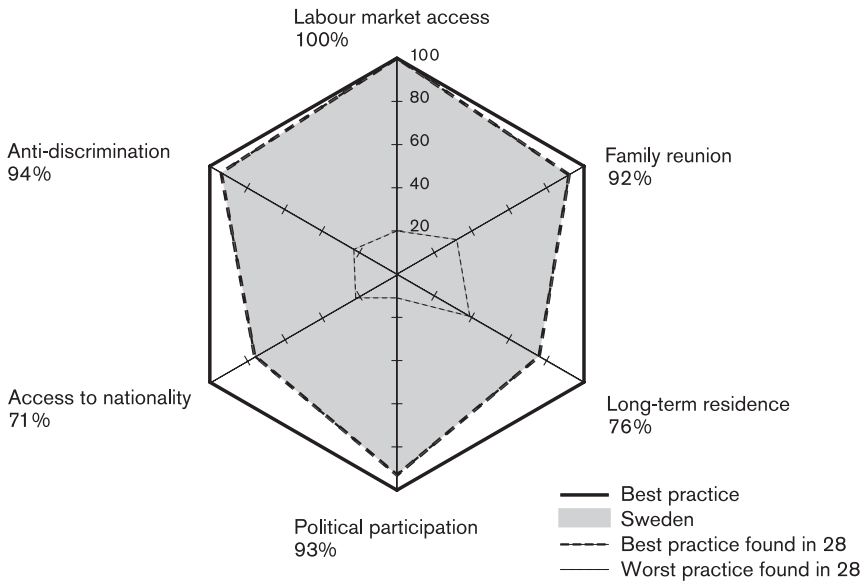 Labour market access
100%
100
80
60
40
20
Anti-discrimination
94%
Family reunion
92%
Access to nationality
71%
Long-term residence
76%
Political participation
93%
Best practice
Sweden
Best practice found in 28
Worst practice found in 28